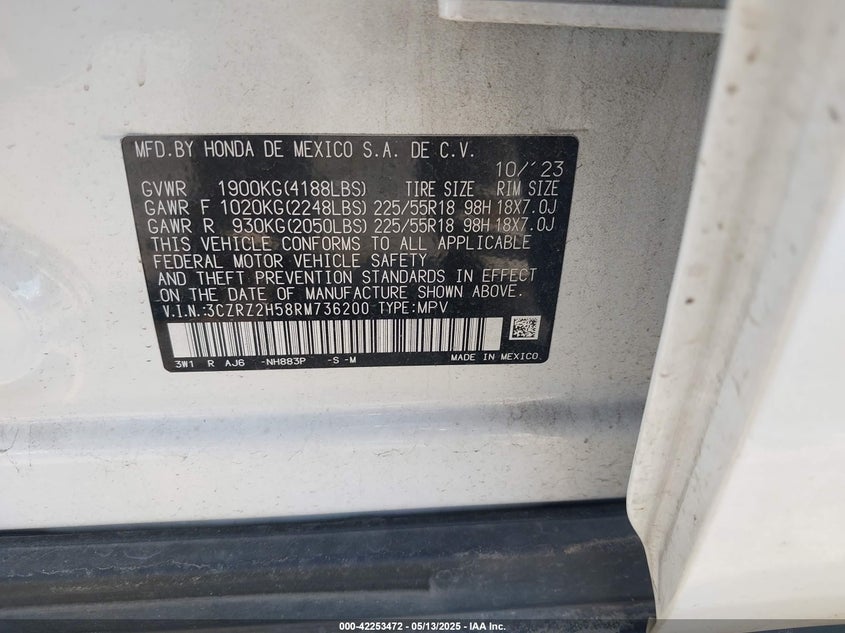 MFD.BY HONDA DE MEXICO S.A. DE C.V.
10/'23
GVWR 1900KG(4188LBS) TIRE SIZE RIM SIZE
GAWR F 1020KG(2248LBS) 225/55R18 98H 18X7.0J
GAWR R 930KG(2050LBS) 225/55R18 98H 18X7.0J
THIS VEHICLE CONFORMS TO ALL APPLICABLE
FEDERAL MOTOR VEHICLE SAFETY
AND THEFT PREVENTION STANDARDS IN EFFECT
ON THE DATE OF MANUFACTURE SHOWN ABOVE.
V.I.N.:3CZRZ2H58RM736200 TYPE:MPV
3W1 R AJ6 -NH883P -S -M MADE IN MEXICO
000-42253472 - 05/13/2025 - IAA Inc.